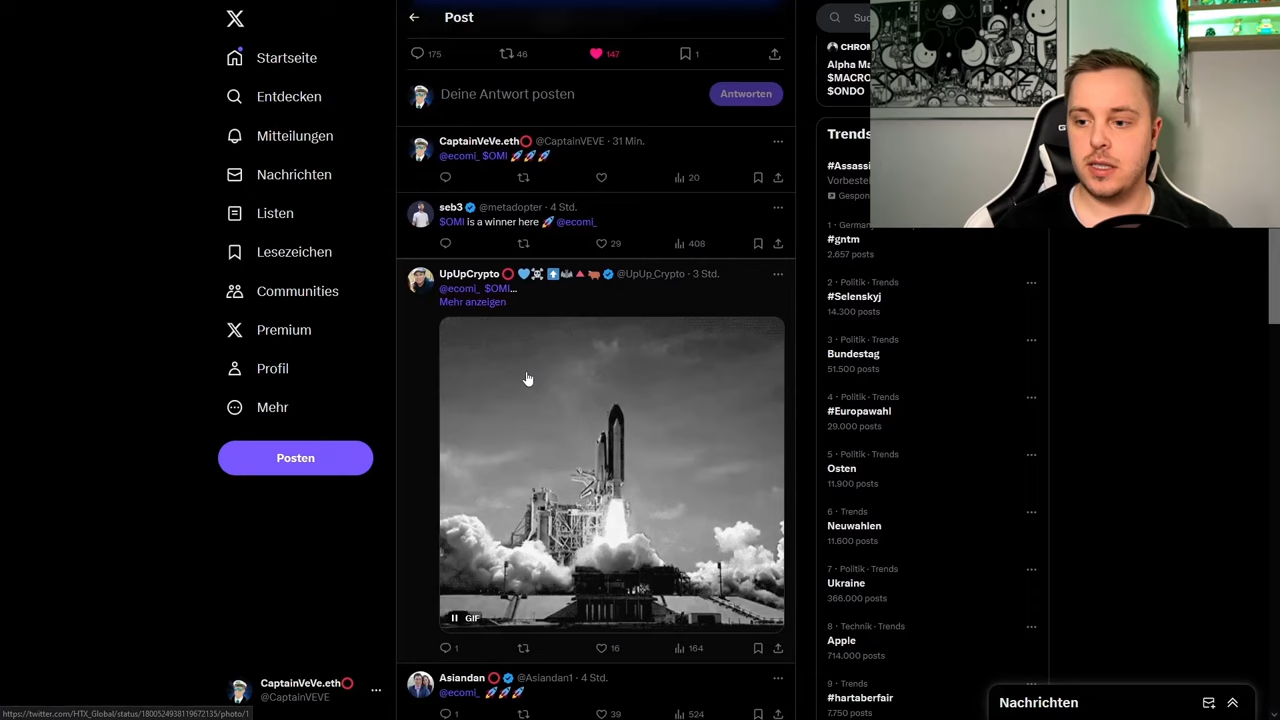 Post
175
46
147
1
Startseite
Entdecken
Mitteilungen
Nachrichten
Listen
Lesezeichen
Communities
Premium
Profil
Mehr
Posten
CaptainVeVe.eth⭕
@CaptainVEVE
https://twitter.com/HTX_Global/status/1800524938119672135/photo/1
Deine Antwort posten
Antworten
CaptainVeVe.eth⭕ @CaptainVEVE · 31 Min.
@ecomi_ $OMI 🚀🚀🚀
20
seb3 @metadopter · 4 Std.
$OMI is a winner here 🚀 @ecomi_
29
408
UpUpCrypto @UpUp_Crypto · 3 Std.
@ecomi_ $OMI...
Mehr anzeigen
GIF
1
16
164
Asiandan ⭕ @Asiandan1 · 4 Std.
@ecomi_ 🚀🚀🚀
1
39
524
Alpha Ma
$MACRO
$ONDO
Trends
#Assassi
Vorbeste
Gespon
1 · Germany
#gntm
2.657 posts
2 · Politik · Trends
#Selenskyj
14.300 posts
3 · Politik · Trends
Bundestag
51.500 posts
4 · Politik · Trends
#Europawahl
29.000 posts
5 · Politik · Trends
Osten
11.900 posts
6 · Trends
Neuwahlen
11.600 posts
7 · Politik · Trends
Ukraine
366.000 posts
8 · Technik · Trends
Apple
714.000 posts
9 · Trends
#hartaberfair
7.750 posts
Nachrichten